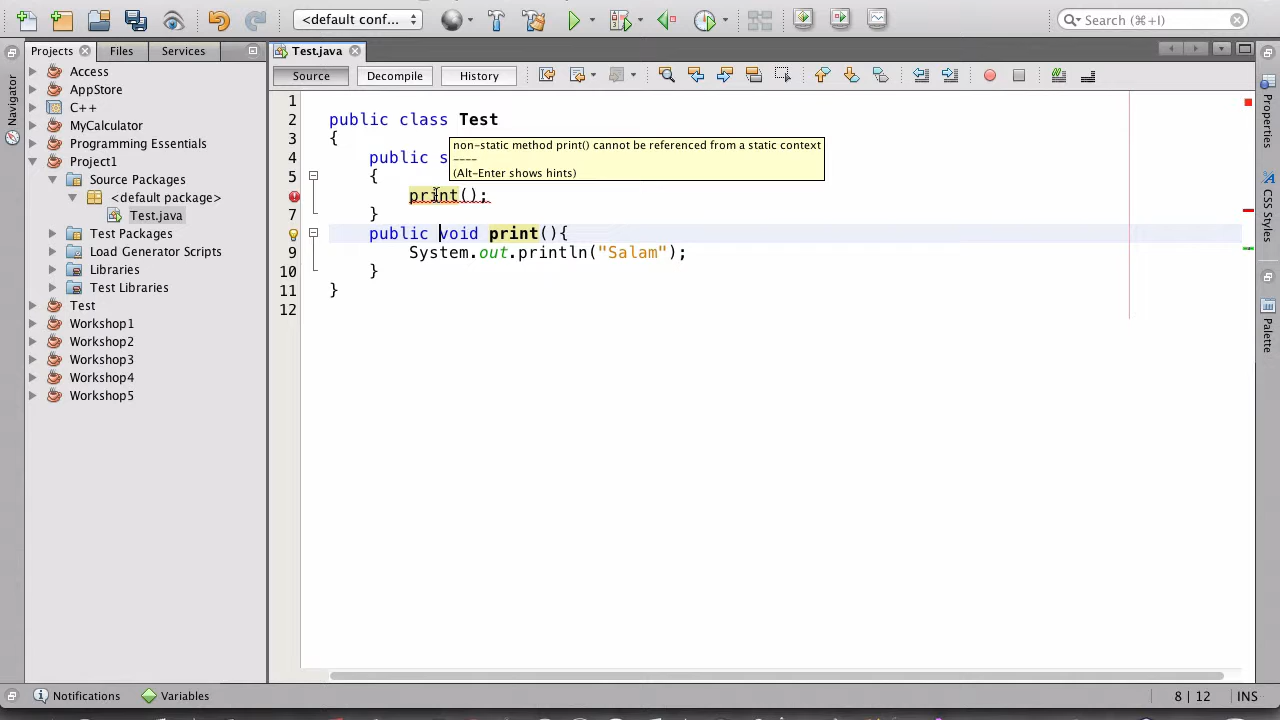 <default conf...
Search (⌘+I)
Projects
Files
Services
Test.java
Navigator
Source
Decompile
History
Access
AppStore
C++
MyCalculator
Programming Essentials
Project1
Source Packages
<default package>
Test.java
Test Packages
Load Generator Scripts
Libraries
Test Libraries
Test
Workshop1
Workshop2
Workshop3
Workshop4
Workshop5
1
2 public class Test
3 {
4 public s
non-static method print() cannot be referenced from a static context
----
(Alt-Enter shows hints)
5 {
print();
7 }
public void print(){
9 System.out.println("Salam");
10 }
11 }
12
Properties
CSS Styles
Palette
Notifications
Variables
8 | 12
INS